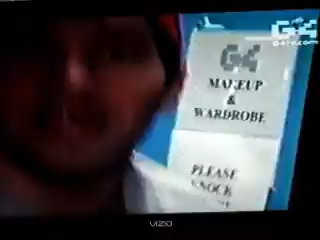 G4
G4tv.com
G4
MAKEUP
&
WARDROBE
PLEASE
KNOCK
VIZIO